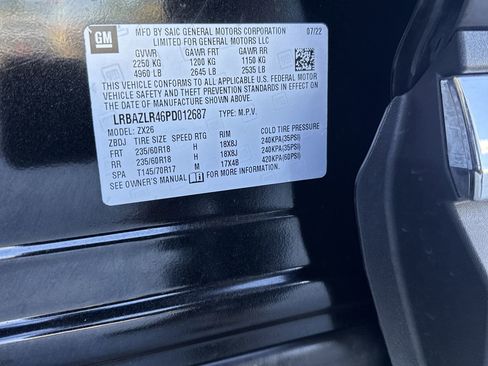 GM
MFD BY SAIC GENERAL MOTORS CORPORATION 07/22
LIMITED FOR GENERAL MOTORS LLC
GVWR GAWR FRT GAWR RR
2250 KG 1200 KG 1150 KG
4960 LB 2645 LB 2535 LB
THIS VEHICLE CONFORMS TO ALL APPLICABLE U.S. FEDERAL MOTOR
VEHICLE SAFETY AND THEFT PREVENTION STANDARDS IN EFFECT ON THE
DATE OF MANUFACTURE SHOWN ABOVE.
LRBAZLR46PD012687 TYPE: M.P.V.
MODEL: ZX26
ZBDJ TIRE SIZE SPEED RTG RIM COLD TIRE PRESSURE
FRT 235/60R18 H 18X8J 240KPA(35PSI)
RR 235/60R18 H 18X8J 240KPA(35PSI)
SPA T145/70R17 M 17X4B 420KPA(60PSI)
SEE OWNER'S MANUAL FOR MORE INFORMATION.